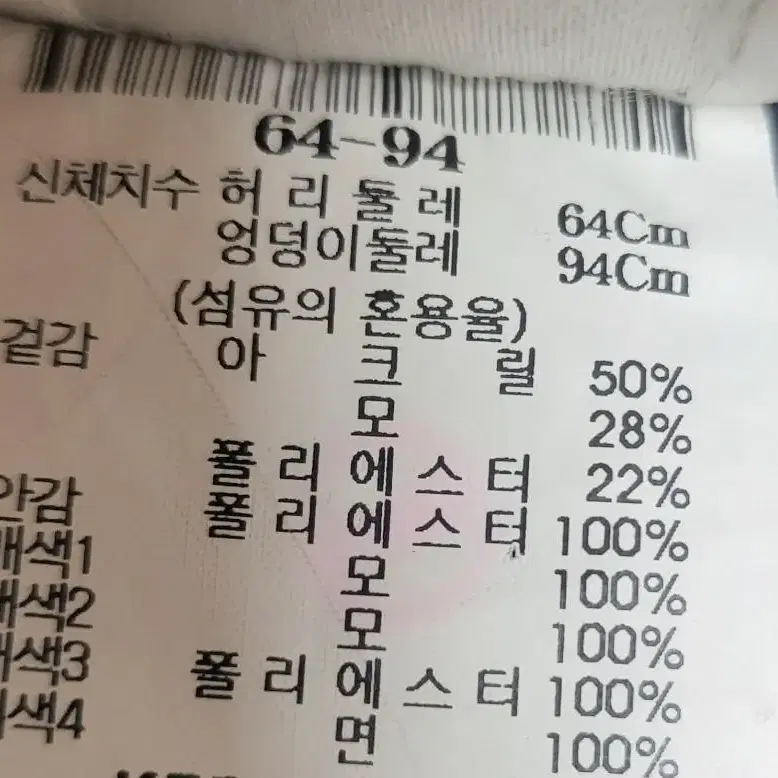 64-94
신체치수 허리둘레 64Cm
엉덩이둘레 94Cm
(섬유의 혼용율)
겉감 아크릴 50%
모 28%
폴리에스터 22%
안감 폴리에스터 100%
배색1 모 100%
배색2 모 100%
배색3 폴리에스터 100%
배색4 면 100%